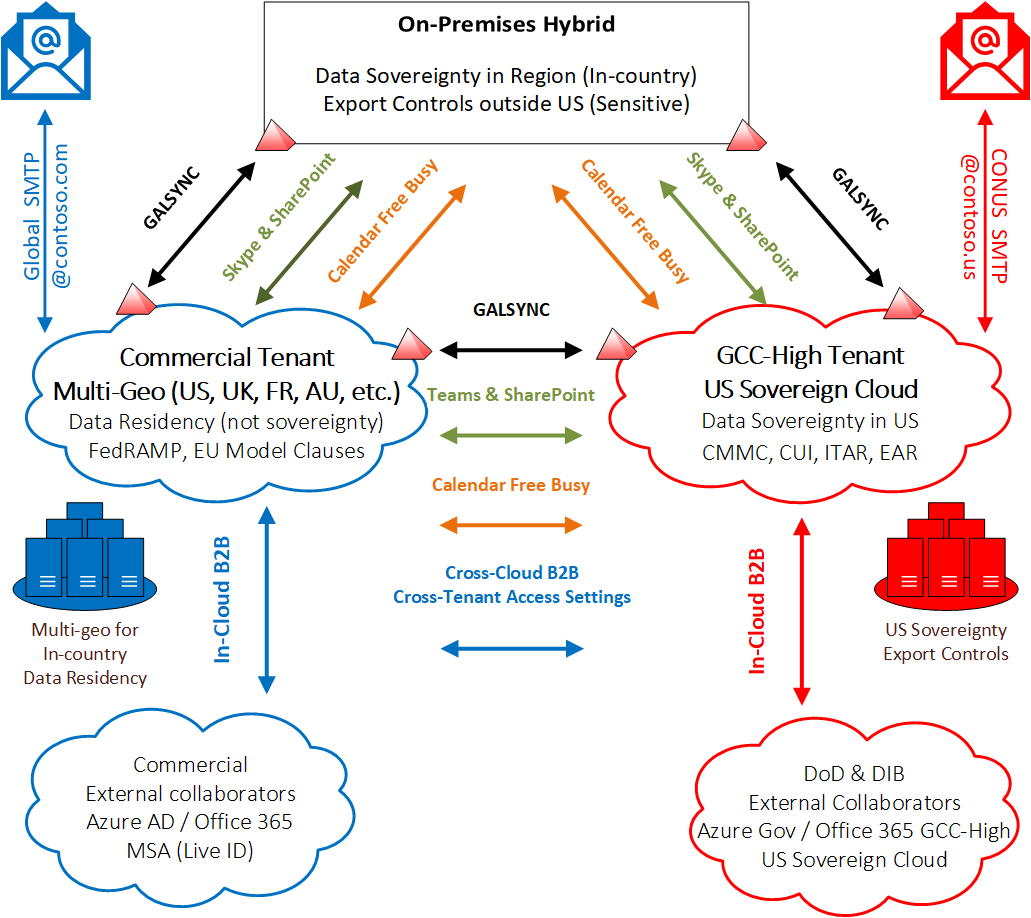 On-Premises Hybrid
Data Sovereignty in Region (In-country)
Export Controls outside US (Sensitive)
Global SMTP
@contoso.com
GALSYNC
Skype & SharePoint
Calendar Free Busy
Calendar Free Busy
Skype & SharePoint
GALSYNC
CONUS SMTP
@contoso.us
Commercial Tenant
Multi-Geo (US, UK, FR, AU, etc.)
Data Residency (not sovereignty)
FedRAMP, EU Model Clauses
GALSYNC
Teams & SharePoint
Calendar Free Busy
Cross-Cloud B2B
Cross-Tenant Access Settings
GCC-High Tenant
US Sovereign Cloud
Data Sovereignty in US
CMMC, CUI, ITAR, EAR
Multi-geo for
In-country
Data Residency
In-Cloud B2B
In-Cloud B2B
US Sovereignty
Export Controls
Commercial
External collaborators
Azure AD / Office 365
MSA (Live ID)
DoD & DIB
External Collaborators
Azure Gov / Office 365 GCC-High
US Sovereign Cloud